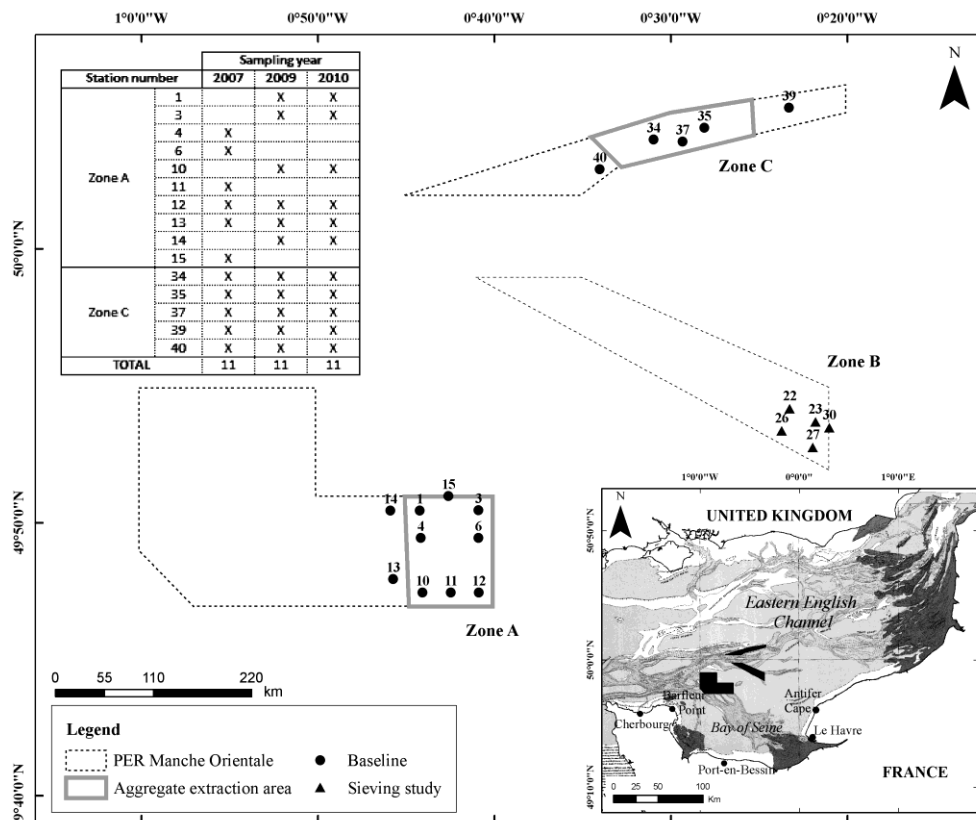 1°0'0"W 0°50'0"W 0°40'0"W 0°30'0"W 0°20'0"W
Sampling year
Station number 2007 2009 2010
Zone A
1 X X
3 X X
4 X
6 X
10 X X
11 X
12 X X X
13 X X X
14 X X
15 X
Zone C
34 X X X
35 X X X
37 X X X
39 X X X
40 X X X
TOTAL 11 11 11
N
39
35
34
37
40
Zone C
50°0'0"N
Zone B
22
23
30
26
27
15
14 1 3
4 6
13
10 11 12
Zone A
49°50'0"N
49°40'0"N
0 55 110 220
km
Legend
PER Manche Orientale
Aggregate extraction area
Baseline
Sieving study
1°0'0"W 0°0'0" 1°0'0"E
N
UNITED KINGDOM
50°50'0"N
Eastern English
Channel
50°0'0"N
Barfleur
Point
Antifer
Cape
Cherbourg
Bay of Seine
Le Havre
Port-en-Bessin
FRANCE
49°10'0"N
0 25 50 100
Km